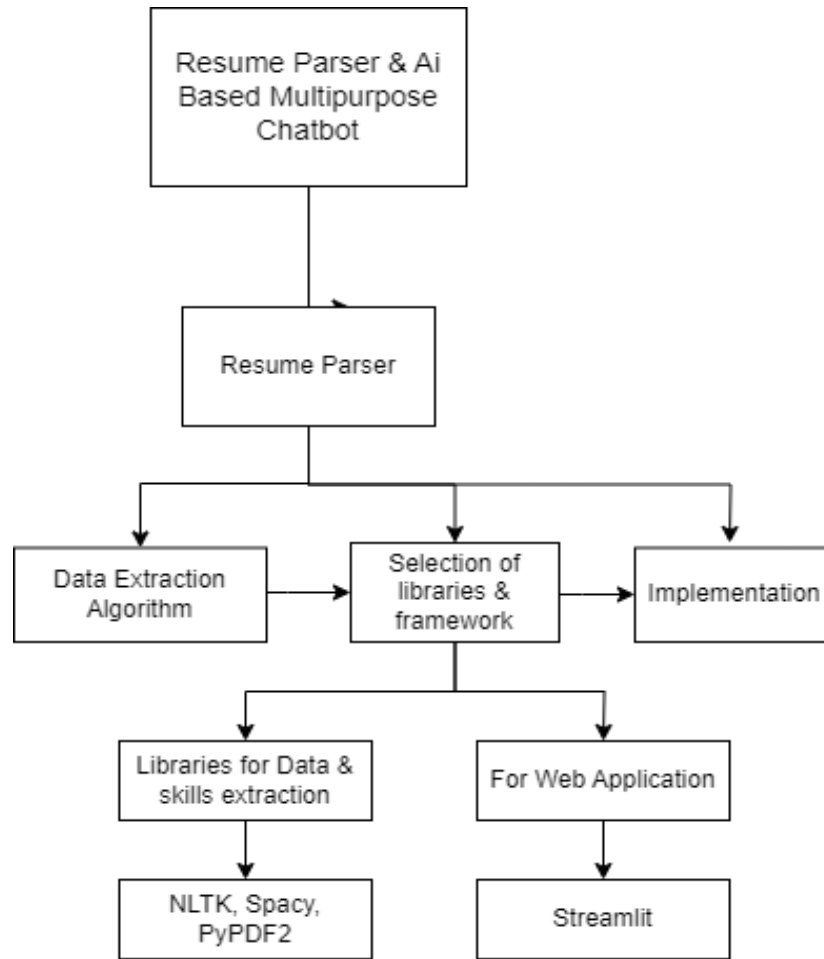 Resume Parser & Ai
Based Multipurpose
Chatbot
Resume Parser
Data Extraction
Algorithm
Selection of
libraries &
framework
Implementation
Libraries for Data &
skills extraction
For Web Application
NLTK, Spacy,
PyPDF2
Streamlit